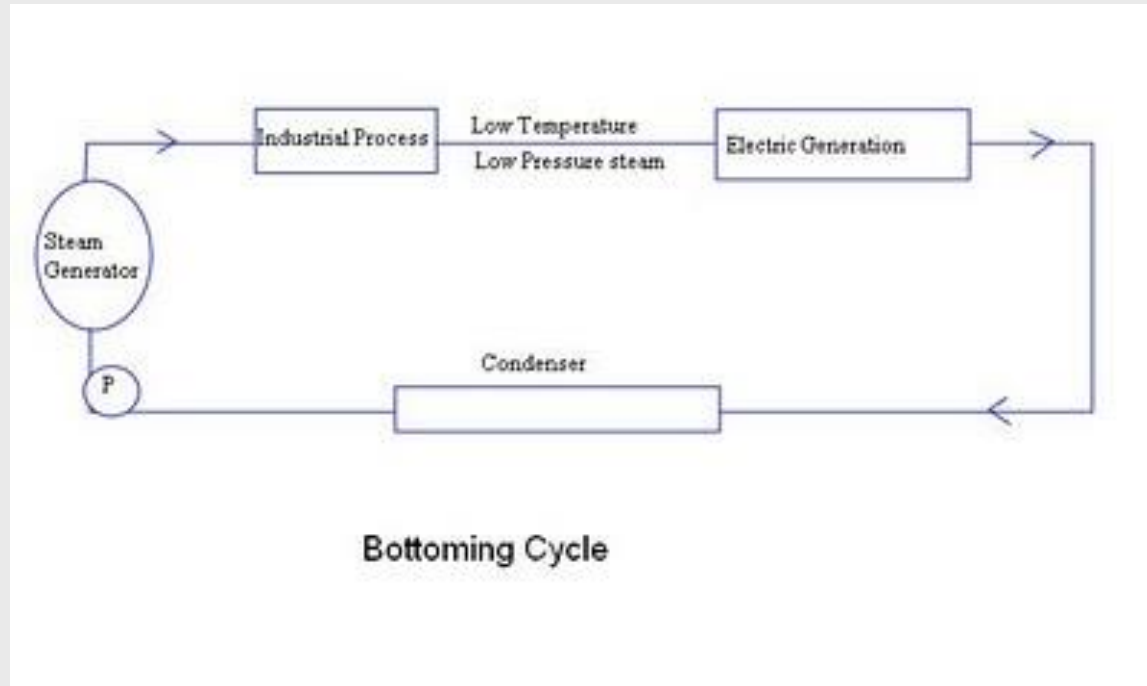 Industrial Process
Low Temperature
Low Pressure steam
Electric Generation
Steam
Generator
P
Condenser
Bottoming Cycle